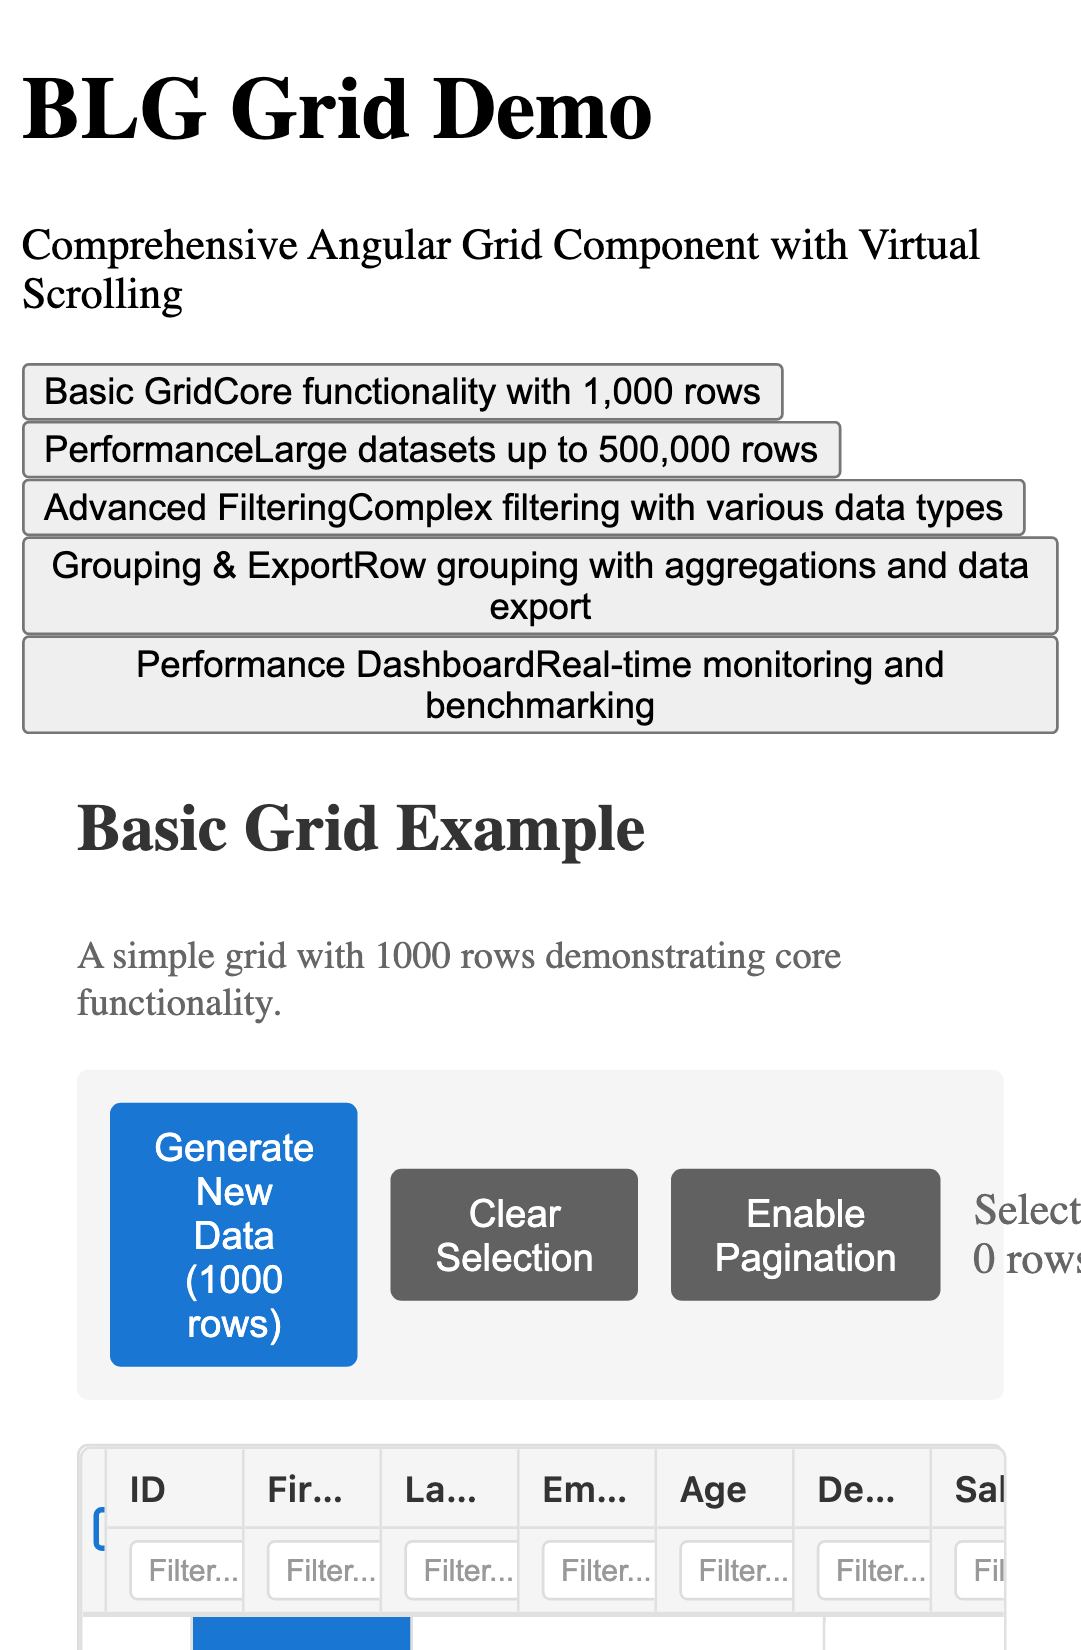 BLG Grid Demo
Comprehensive Angular Grid Component with Virtual
Scrolling
Basic GridCore functionality with 1,000 rows
PerformanceLarge datasets up to 500,000 rows
Advanced FilteringComplex filtering with various data types
Grouping & ExportRow grouping with aggregations and data
export
Performance DashboardReal-time monitoring and
benchmarking
Basic Grid Example
A simple grid with 1000 rows demonstrating core
functionality.
Generate
New
Data
(1000
rows)
Clear
Selection
Enable
Pagination
Select
0 rows
ID Fir... La... Em... Age De... Sal
Filter... Filter... Filter... Filter... Filter... Filter... Fil